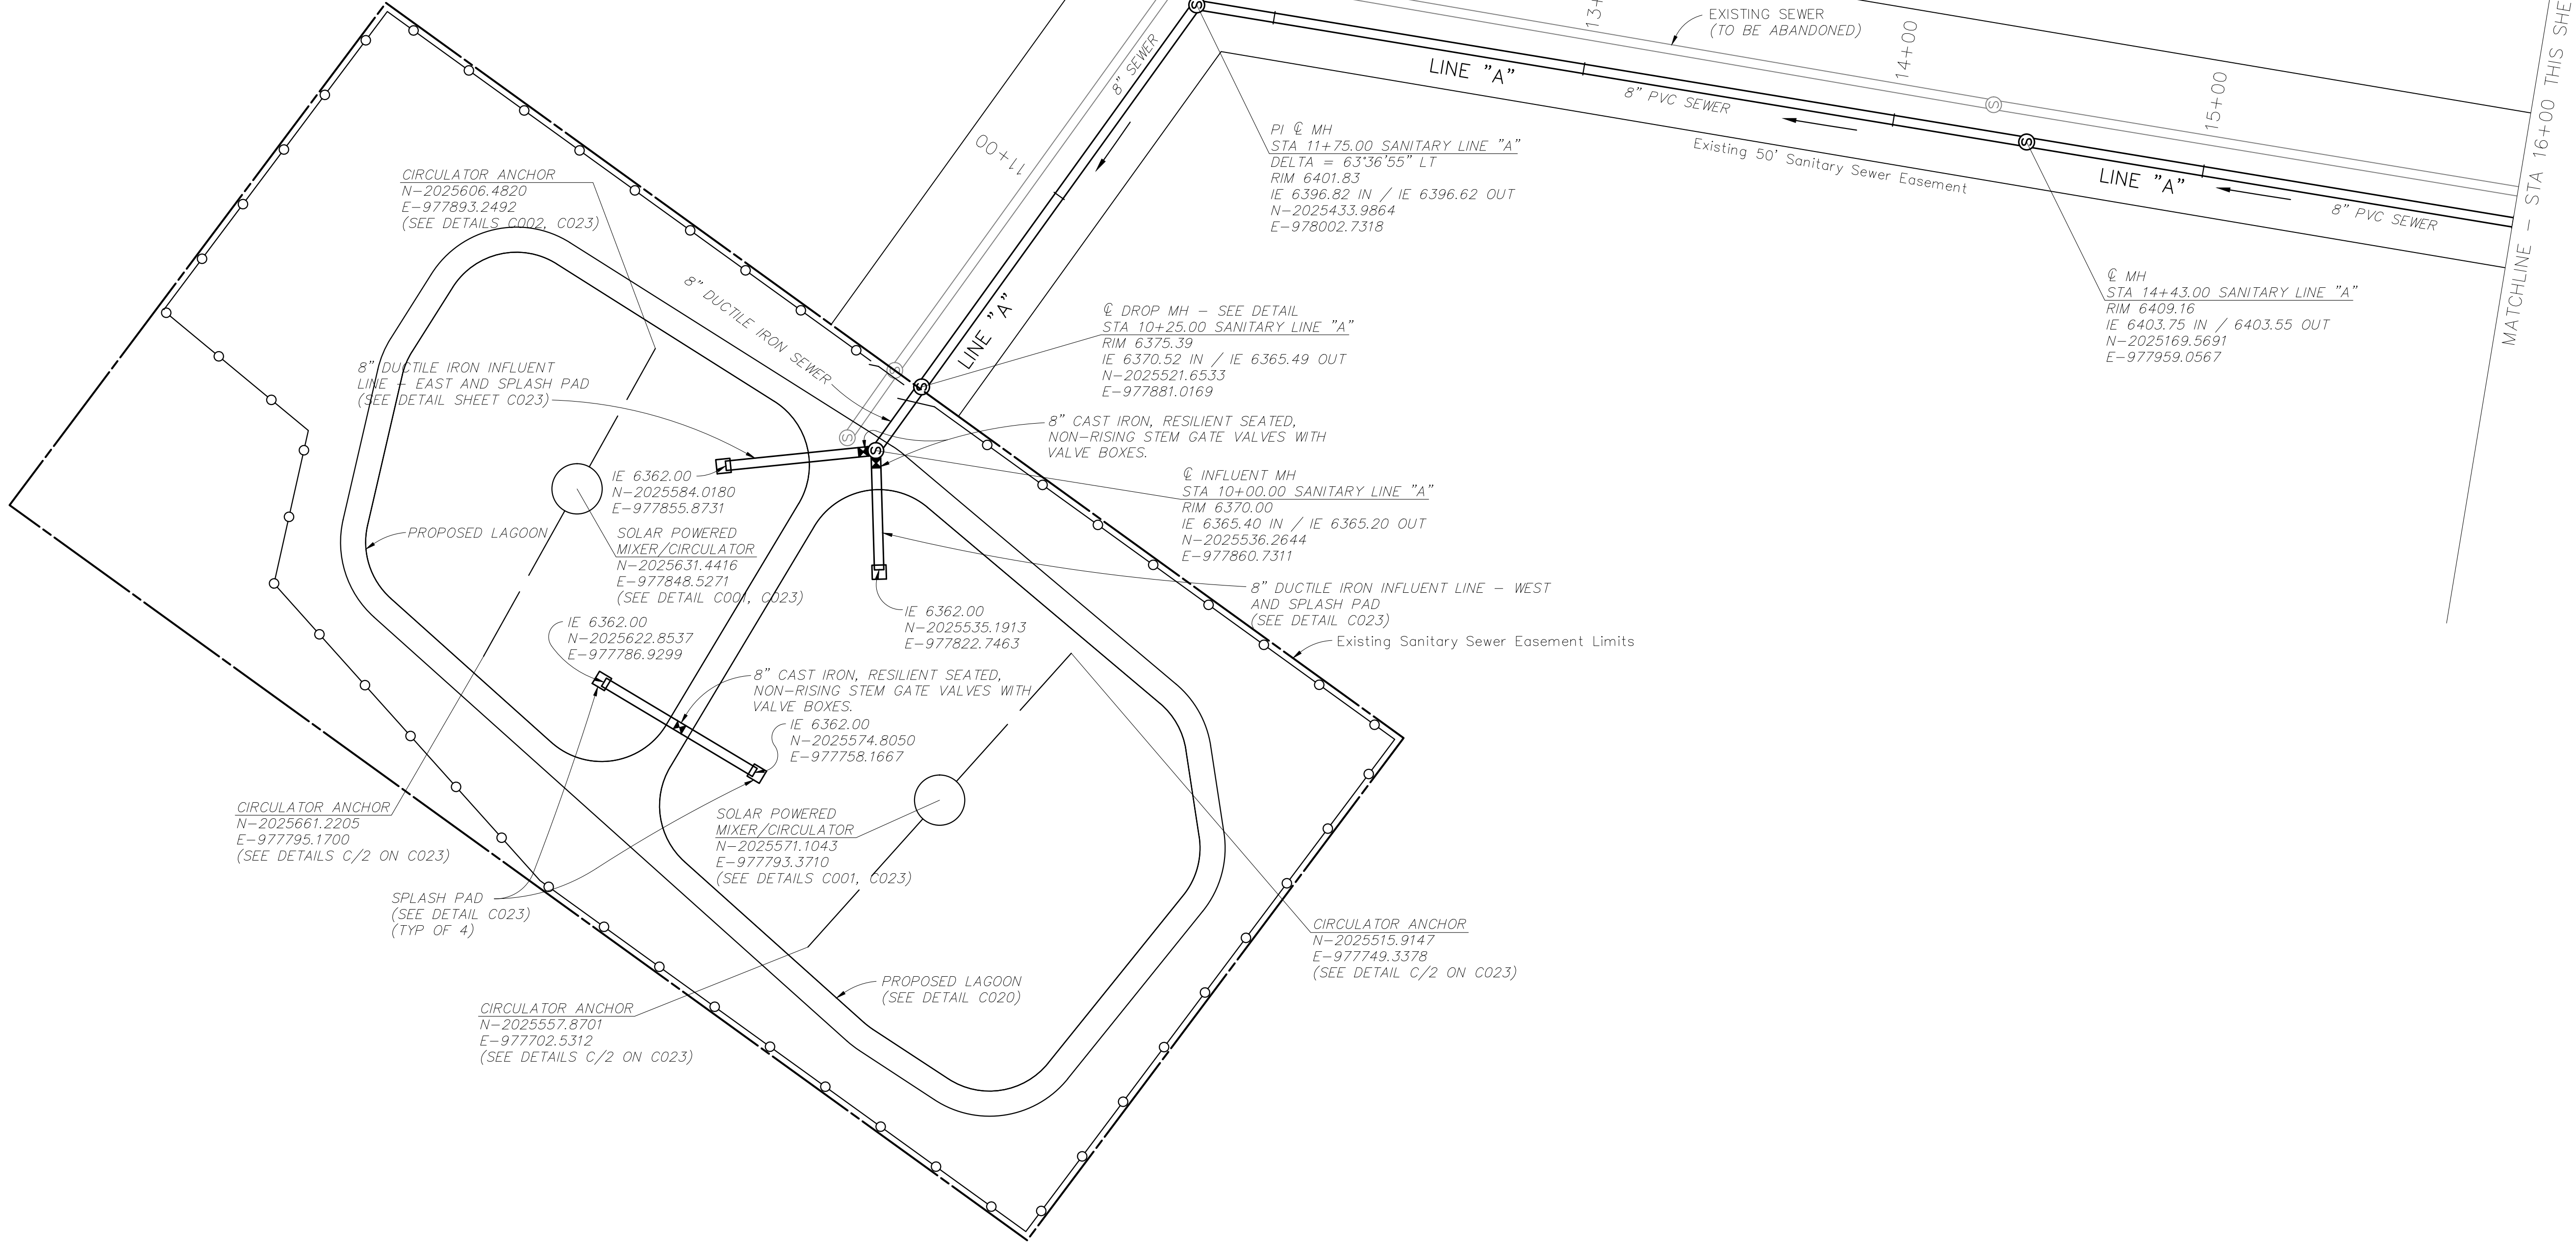 EXISTING SEWER
(TO BE ABANDONED)
14+00
15+00
MATCHLINE - STA 16+00 THIS SHE
LINE "A"
8" PVC SEWER
Existing 50' Sanitary Sewer Easement
LINE "A"
8" PVC SEWER
8" SEWER
11+00
PI ℄ MH
STA 11+75.00 SANITARY LINE "A"
DELTA = 63°36'55" LT
RIM 6401.83
IE 6396.82 IN / IE 6396.62 OUT
N-2025433.9864
E-978002.7318
℄ MH
STA 14+43.00 SANITARY LINE "A"
RIM 6409.16
IE 6403.75 IN / 6403.55 OUT
N-2025169.5691
E-977959.0567
CIRCULATOR ANCHOR
N-2025606.4820
E-977893.2492
(SEE DETAILS C002, C023)
8" DUCTILE IRON SEWER
LINE "A"
℄ DROP MH - SEE DETAIL
STA 10+25.00 SANITARY LINE "A"
RIM 6375.39
IE 6370.52 IN / IE 6365.49 OUT
N-2025521.6533
E-977881.0169
8" DUCTILE IRON INFLUENT
LINE - EAST AND SPLASH PAD
(SEE DETAIL SHEET C023)
8" CAST IRON, RESILIENT SEATED,
NON-RISING STEM GATE VALVES WITH
VALVE BOXES.
IE 6362.00
N-2025584.0180
E-977855.8731
℄ INFLUENT MH
STA 10+00.00 SANITARY LINE "A"
RIM 6370.00
IE 6365.40 IN / IE 6365.20 OUT
N-2025536.2644
E-977860.7311
PROPOSED LAGOON
SOLAR POWERED
MIXER/CIRCULATOR
N-2025631.4416
E-977848.5271
(SEE DETAIL C001, C023)
8" DUCTILE IRON INFLUENT LINE - WEST
AND SPLASH PAD
(SEE DETAIL C023)
IE 6362.00
N-2025535.1913
E-977822.7463
IE 6362.00
N-2025622.8537
E-977786.9299
Existing Sanitary Sewer Easement Limits
8" CAST IRON, RESILIENT SEATED,
NON-RISING STEM GATE VALVES WITH
VALVE BOXES.
IE 6362.00
N-2025574.8050
E-977758.1667
CIRCULATOR ANCHOR
N-2025661.2205
E-977795.1700
(SEE DETAILS C/2 ON C023)
SOLAR POWERED
MIXER/CIRCULATOR
N-2025571.1043
E-977793.3710
(SEE DETAILS C001, C023)
SPLASH PAD
(SEE DETAIL C023)
(TYP OF 4)
CIRCULATOR ANCHOR
N-2025515.9147
E-977749.3378
(SEE DETAIL C/2 ON C023)
PROPOSED LAGOON
(SEE DETAIL C020)
CIRCULATOR ANCHOR
N-2025557.8701
E-977702.5312
(SEE DETAILS C/2 ON C023)